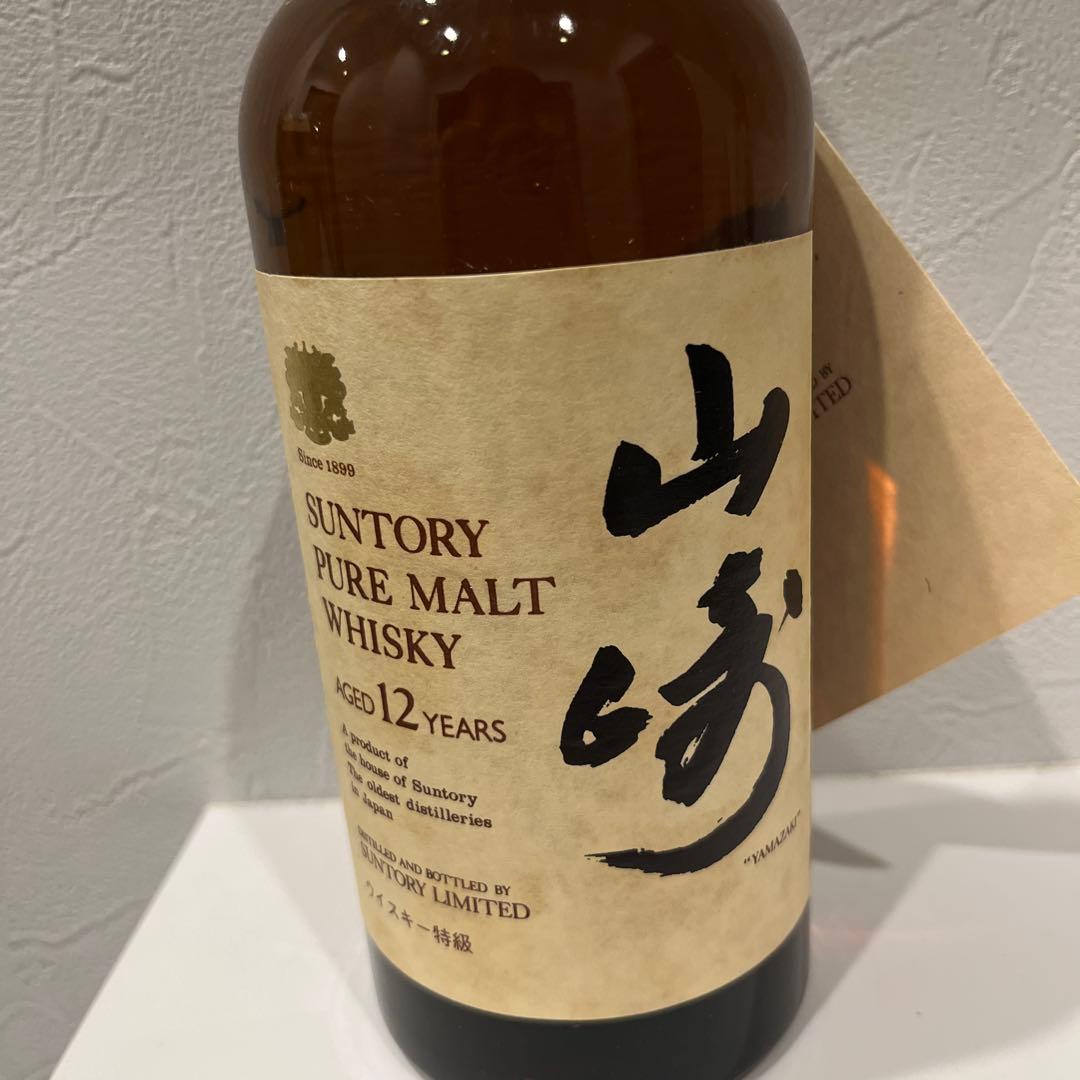 Since 1899
SUNTORY
PURE MALT
WHISKY
AGED 12 YEARS
A product of
the house of Suntory
The oldest distilleries
in Japan
DISTILLED AND BOTTLED BY
SUNTORY LIMITED
ウイスキー特級
山崎
"YAMAZAKI"
BY